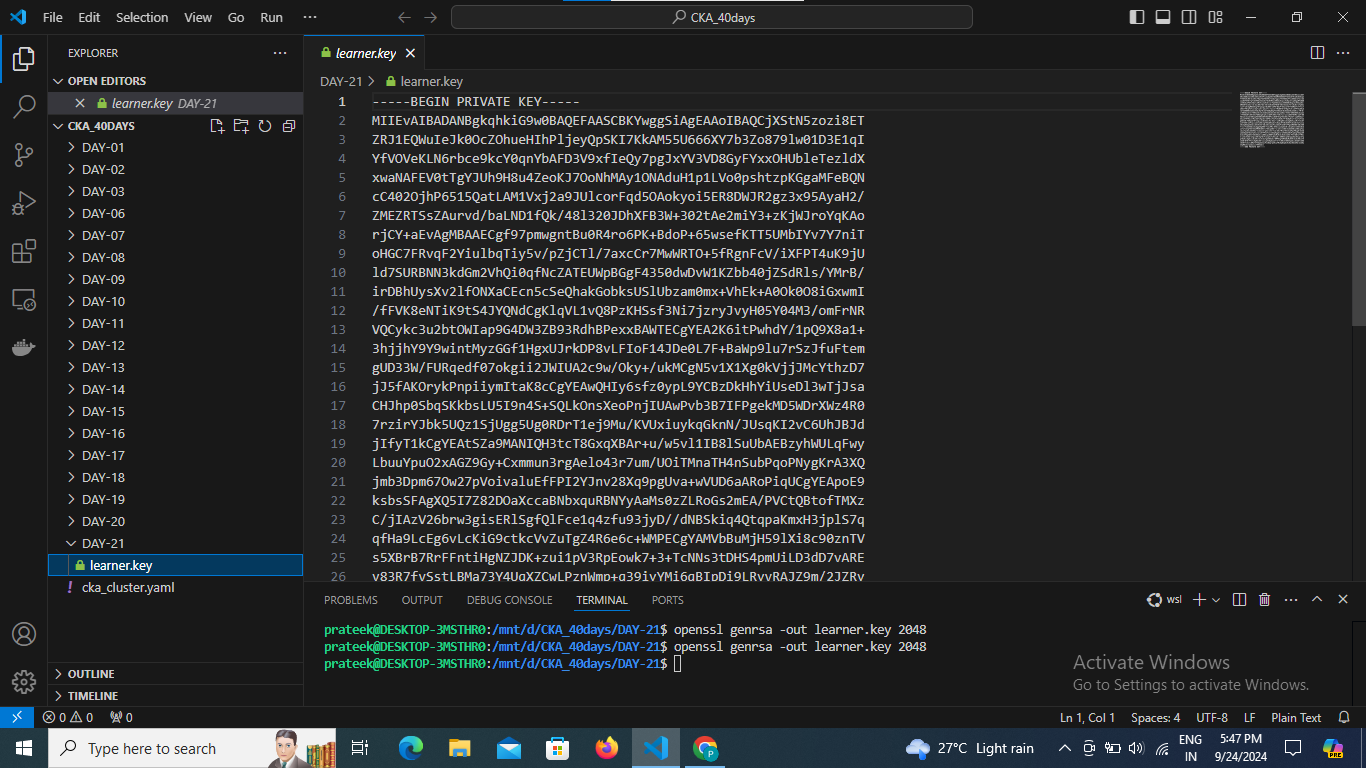 File Edit Selection View Go Run ···
CKA_40days
EXPLORER
OPEN EDITORS
learner.key DAY-21
CKA_40DAYS
DAY-01
DAY-02
DAY-03
DAY-06
DAY-07
DAY-08
DAY-09
DAY-10
DAY-11
DAY-12
DAY-13
DAY-14
DAY-15
DAY-16
DAY-17
DAY-18
DAY-19
DAY-20
DAY-21
learner.key
cka_cluster.yaml
OUTLINE
TIMELINE
learner.key
DAY-21 > learner.key
1 -----BEGIN PRIVATE KEY-----
2 MIIEvAIBADANBgkqhkiG9w0BAQEFAASCBKYwggSiAgEAAoIBAQCjXStN5zozi8ET
3 ZRJ1EQWuIeJk0OcZOhueHIhPljeyQpSKI7KkAM55U666XY7b3Zo879lw01D3E1qI
4 YfVOVeKLN6rbce9kcY0qnYbAFD3V9xfIeQy7pgJxYV3VD8GyFYxxOHUbleTezldX
5 xwaNAFEV0tTgYJUh9H8u4ZeoKJ7OoNhMAy1ONAduH1p1LVo0pshtzpKGgaMFeBQN
6 cC402OjhP6515QatLAM1Vxj2a9JUlcorFqd5OAokyoi5ER8DWJR2gz3x95AyaH2/
7 ZMEZRTSsZAurvd/baLND1fQk/48l320JDhXFB3W+302tAe2miY3+zKjWJroYqKAo
8 rjCY+aEvAgMBAAECgf97pmwgntBu0R4ro6PK+BdoP+65wsefKTT5UMbIYv7Y7niT
9 oHGC7FRvqF2YiulbqTiy5v/pZjCTl/7axcCr7MwWRTO+5fRgnFcV/iXFPT4uK9jU
10 ld7SURBNN3kdGm2VhQi0qfNcZATEUWpBGgF4350dwDvW1KZbb40jZSdRls/YMrB/
11 irDBhUysXv2lfONXaCEcn5cSeQhakGobksUSlUbzam0mx+VhEk+A0Ok0O8iGxwmI
12 /fFVK8eNTiK9tS4JYQNdCgKlqVL1vQ8PzKHSsf3Ni7jzryJvyH05Y04M3/omFrNR
13 VQCykc3u2btOWIap9G4DW3ZB93RdhBPexxBAWTECgYEA2K6itPwhdY/1pQ9X8a1+
14 3hjjhY9Y9wintMyzGGf1HgxUJrkDP8vLFIoF14JDe0L7F+BaWp9lu7rSzJfuFtem
15 gUD33W/FURqedf07okgii2JWIUA2c9w/Oky+/ukMCgN5v1X1Xg0kVjjJMcYthzD7
16 jJ5fAKOrykPnpiiymItaK8cCgYEAwQHIy6sfz0ypL9YCBzDkHhYiUseDl3wTjJsa
17 CHJhp0SbqSKkbsLU5I9n4S+SQLkOnsXeoPnjIUAwPvb3B7IFPgekMD5WDrXWz4R0
18 7rzirYJbk5UQz1SjUgg5Ug0RDrT1ej9Mu/KVUxiuykqGknN/JUsqKI2vC6UhJBJd
19 jIfyT1kCgYEAtSZa9MANIQH3tcT8GxqXBAr+u/w5vl1IB8lSuUbAEBzyhWULqFwy
20 LbuuYpuO2xAGZ9Gy+Cxmmun3rgAelo43r7um/UOiTMnaTH4nSubPqoPNygKrA3XQ
21 jmb3Dpm67Ow27pVoivaluEfFPI2YJnv28Xq9pgUva+wVUD6aARoPiqUCgYEApoE9
22 ksbsSFAgXQ5I7Z82DOaXccaBNbxquRBNYyAaMs0zZLRoGs2mEA/PVCtQBtofTMXz
23 C/jIAzV26brw3gisERlSgfQlFce1q4zfu93jyD//dNBSkiq4QtqpaKmxH3jplS7q
24 qfHa9LcEg6vLcKiG9ctkcVvZuTgZ4R6e6c+WMPECgYAMVbBuMjH59lXi8c90znTV
25 s5XBrB7RrFFntiHgNZJDK+zui1pV3RpEowk7+3+TcNNs3tDHS4pmUiLD3dD7vARE
26
PROBLEMS OUTPUT DEBUG CONSOLE TERMINAL PORTS
wsl
prateek@DESKTOP-3MSTHR0:/mnt/d/CKA_40days/DAY-21$ openssl genrsa -out learner.key 2048
prateek@DESKTOP-3MSTHR0:/mnt/d/CKA_40days/DAY-21$ openssl genrsa -out learner.key 2048
prateek@DESKTOP-3MSTHR0:/mnt/d/CKA_40days/DAY-21$
Activate Windows
Go to Settings to activate Windows.
0 0 0
Ln 1, Col 1 Spaces: 4 UTF-8 LF Plain Text
Type here to search
27°C Light rain
ENG
IN
5:47 PM
9/24/2024